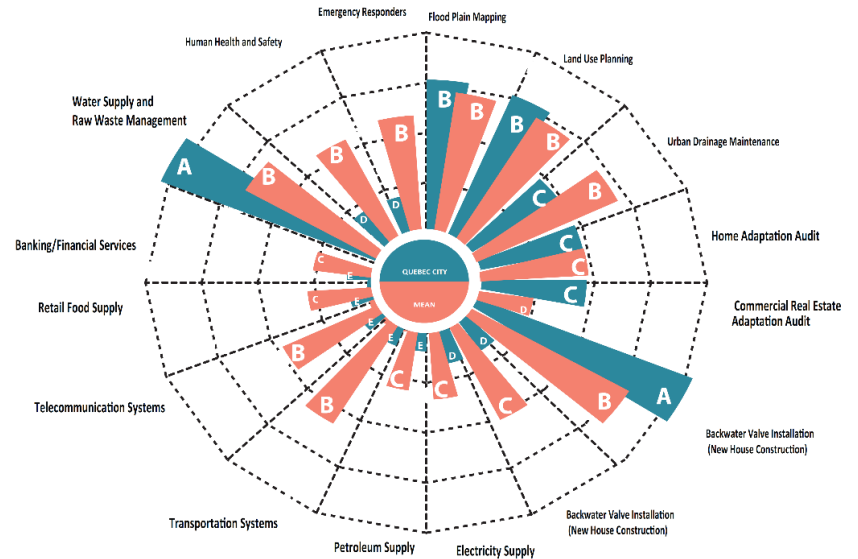 Emergency Responders
Flood Plain Mapping
Human Health and Safety
Land Use Planning
Water Supply and
Raw Waste Management
Urban Drainage Maintenance
Banking/Financial Services
Home Adaptation Audit
Retail Food Supply
Commercial Real Estate
Adaptation Audit
Telecommunication Systems
Backwater Valve Installation
(New House Construction)
Transportation Systems
Backwater Valve Installation
(New House Construction)
Petroleum Supply
Electricity Supply
QUEBEC CITY
MEAN
B
B
B
B
C
B
C
C
C
D
A
B
D
C
D
C
E
C
E
B
E
B
E
C
E
C
A
B
D
B
D
B